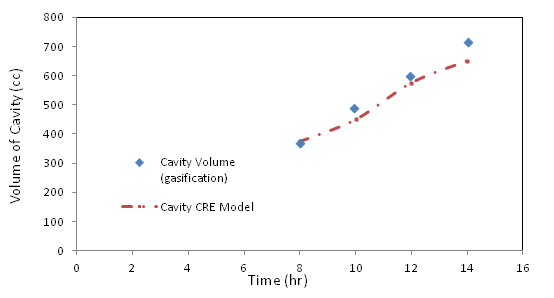 Volume of Cavity (cc)
800
700
600
500
400
300
200
100
0
Cavity Volume
(gasification)
Cavity CRE Model
0 2 4 6 8 10 12 14 16
Time (hr)